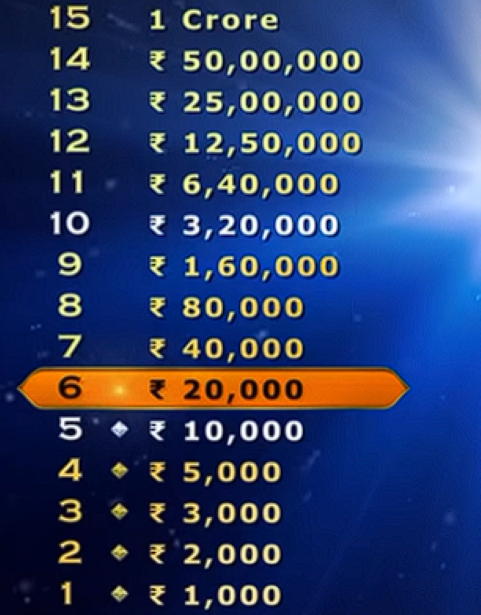 15 1 Crore
14 ₹ 50,00,000
13 ₹ 25,00,000
12 ₹ 12,50,000
11 ₹ 6,40,000
10 ₹ 3,20,000
9 ₹ 1,60,000
8 ₹ 80,000
7 ₹ 40,000
6 ₹ 20,000
5 ₹ 10,000
4 ₹ 5,000
3 ₹ 3,000
2 ₹ 2,000
1 ₹ 1,000